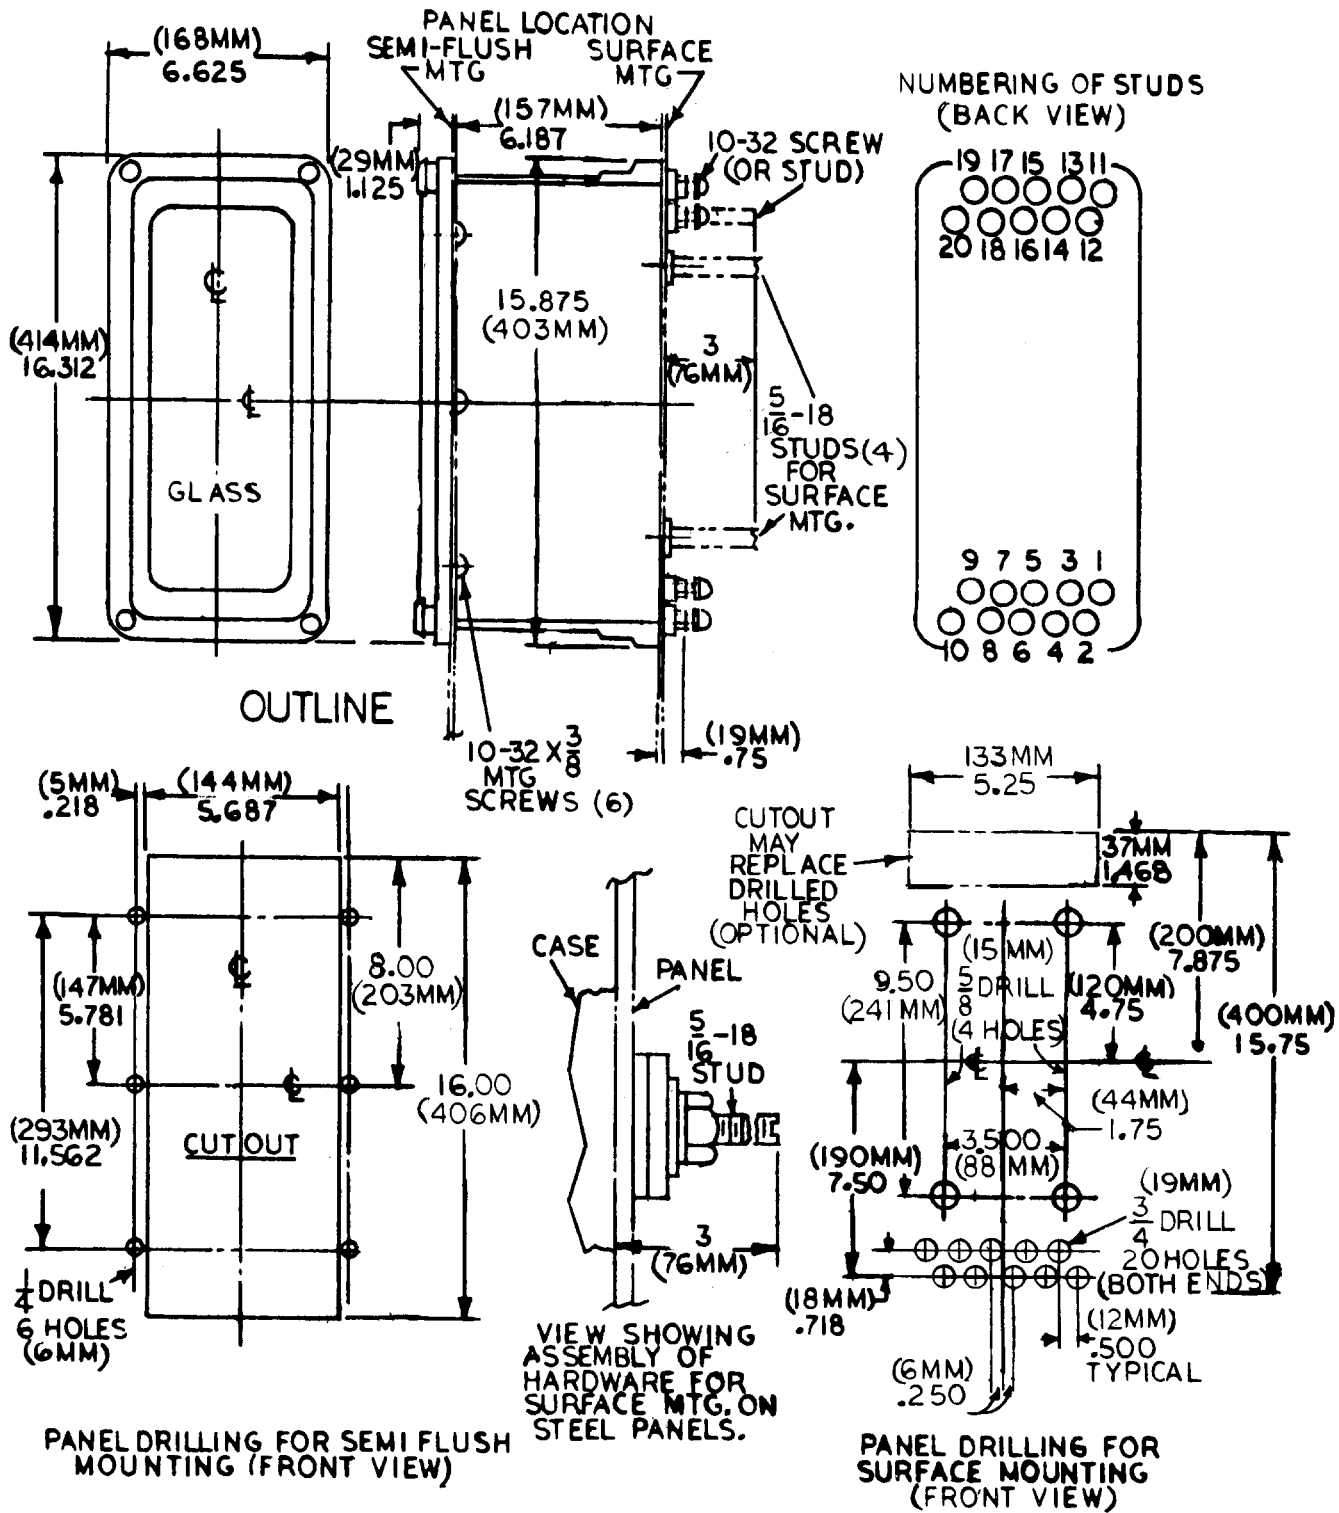 PANEL LOCATION
SEMI-FLUSH
MTG
SURFACE
MTG
(168MM)
6.625
(157MM)
6.187
(29MM)
1.125
10-32 SCREW
(OR STUD)
NUMBERING OF STUDS
(BACK VIEW)
19 17 15 13 11
20 18 16 14 12
15.875
(403MM)
(414MM)
16.312
3
(76MM)
5/16-18
STUDS(4)
FOR
SURFACE
MTG.
GLASS
9 7 5 3 1
10 8 6 4 2
OUTLINE
10-32 X 3/8
MTG
SCREWS (6)
(19MM)
.75
(5MM)
.218
(144MM)
5.687
8.00
(203MM)
(147MM)
5.781
16.00
(406MM)
(293MM)
11.562
CUTOUT
1/4 DRILL
6 HOLES
(6MM)
PANEL DRILLING FOR SEMI FLUSH
MOUNTING (FRONT VIEW)
CASE
PANEL
5/16-18
STUD
3
(76MM)
VIEW SHOWING
ASSEMBLY OF
HARDWARE FOR
SURFACE MTG. ON
STEEL PANELS.
133MM
5.25
CUTOUT
MAY
REPLACE
DRILLED
HOLES
(OPTIONAL)
37MM
1.468
(15MM)
5/8 DRILL
(4 HOLES)
9.50
(241MM)
(120MM)
4.75
(200MM)
7.875
(400MM)
15.75
(44MM)
1.75
3.500
(88MM)
(190MM)
7.50
(19MM)
3/4 DRILL
20 HOLES
(BOTH ENDS)
(18MM)
.718
(12MM)
.500
TYPICAL
(6MM)
.250
PANEL DRILLING FOR
SURFACE MOUNTING
(FRONT VIEW)